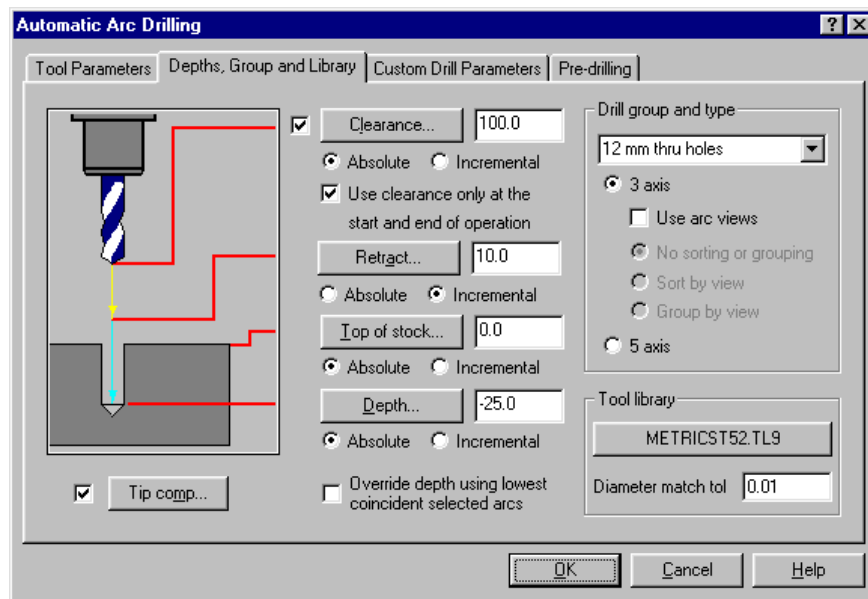 Automatic Arc Drilling
Tool Parameters
Depths, Group and Library
Custom Drill Parameters
Pre-drilling
Clearance...
100.0
Absolute
Incremental
Use clearance only at the
start and end of operation
Retract...
10.0
Absolute
Incremental
Top of stock...
0.0
Absolute
Incremental
Depth...
-25.0
Absolute
Incremental
Tip comp...
Override depth using lowest
coincident selected arcs
Drill group and type
12 mm thru holes
3 axis
Use arc views
No sorting or grouping
Sort by view
Group by view
5 axis
Tool library
METRICST52.TL9
Diameter match tol
0.01
OK
Cancel
Help